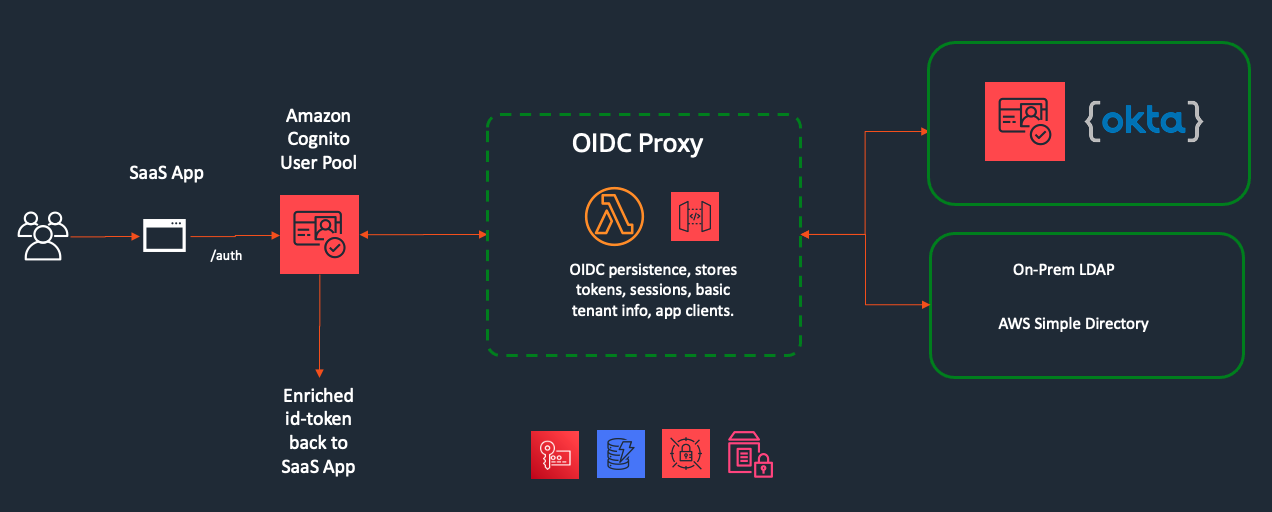 SaaS App
/auth
Amazon
Cognito
User Pool
Enriched
id-token
back to
SaaS App
OIDC Proxy
</>
OIDC persistence, stores
tokens, sessions, basic
tenant info, app clients.
{okta}
On-Prem LDAP
AWS Simple Directory